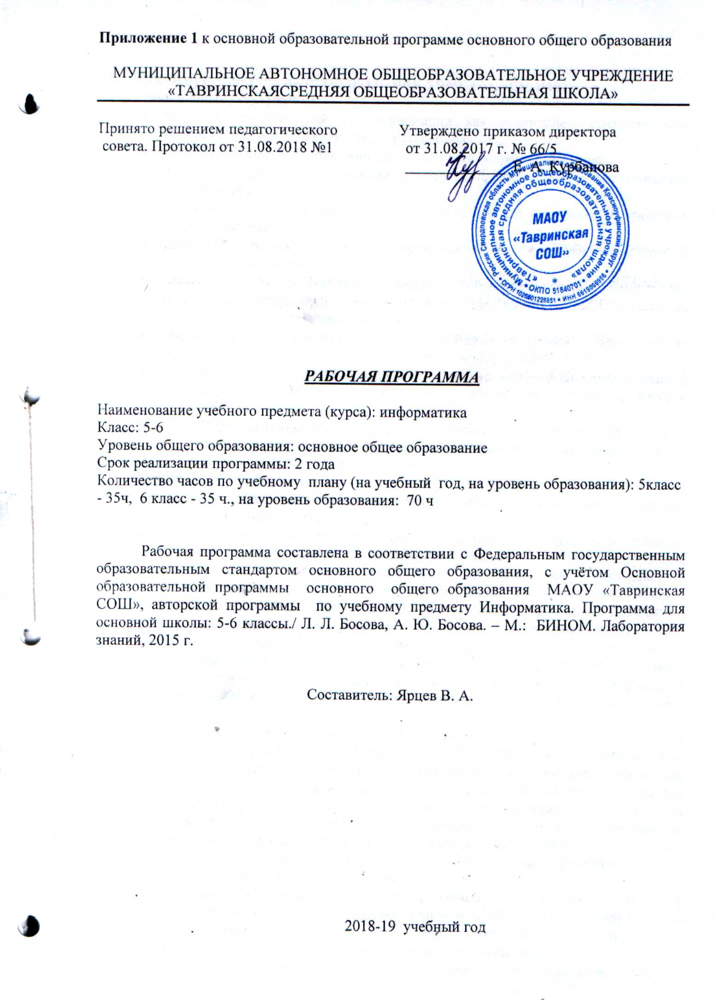 Приложение 1 к основной образовательной программе основного общего образования
МУНИЦИПАЛЬНОЕ АВТОНОМНОЕ ОБЩЕОБРАЗОВАТЕЛЬНОЕ УЧРЕЖДЕНИЕ
«ТАВРИНСКАЯСРЕДНЯЯ ОБЩЕОБРАЗОВАТЕЛЬНАЯ ШКОЛА»
Принято решением педагогического
совета. Протокол от 31.08.2018 №1
Утверждено приказом директора
от 31.08.2017 г. № 66/5
Е. А. Курбанова
Россия Свердловская область Муниципальное образование Красноуфимский округ • ОГРН 1026601228851 • ИНН 6619006986 •
Муниципальное автономное общеобразовательное учреждение • ОКПО 51840701 •
«Тавринская средняя общеобразовательная школа» *
МАОУ
«Тавринская
СОШ»
РАБОЧАЯ ПРОГРАММА
Наименование учебного предмета (курса): информатика
Класс: 5-6
Уровень общего образования: основное общее образование
Срок реализации программы: 2 года
Количество часов по учебному плану (на учебный год, на уровень образования): 5класс
- 35ч, 6 класс - 35 ч., на уровень образования: 70 ч
Рабочая программа составлена в соответствии с Федеральным государственным
образовательным стандартом основного общего образования, с учётом Основной
образовательной программы основного общего образования МАОУ «Тавринская
СОШ», авторской программы по учебному предмету Информатика. Программа для
основной школы: 5-6 классы./ Л. Л. Босова, А. Ю. Босова. – М.: БИНОМ. Лаборатория
знаний, 2015 г.
Составитель: Ярцев В. А.
2018-19 учебный год